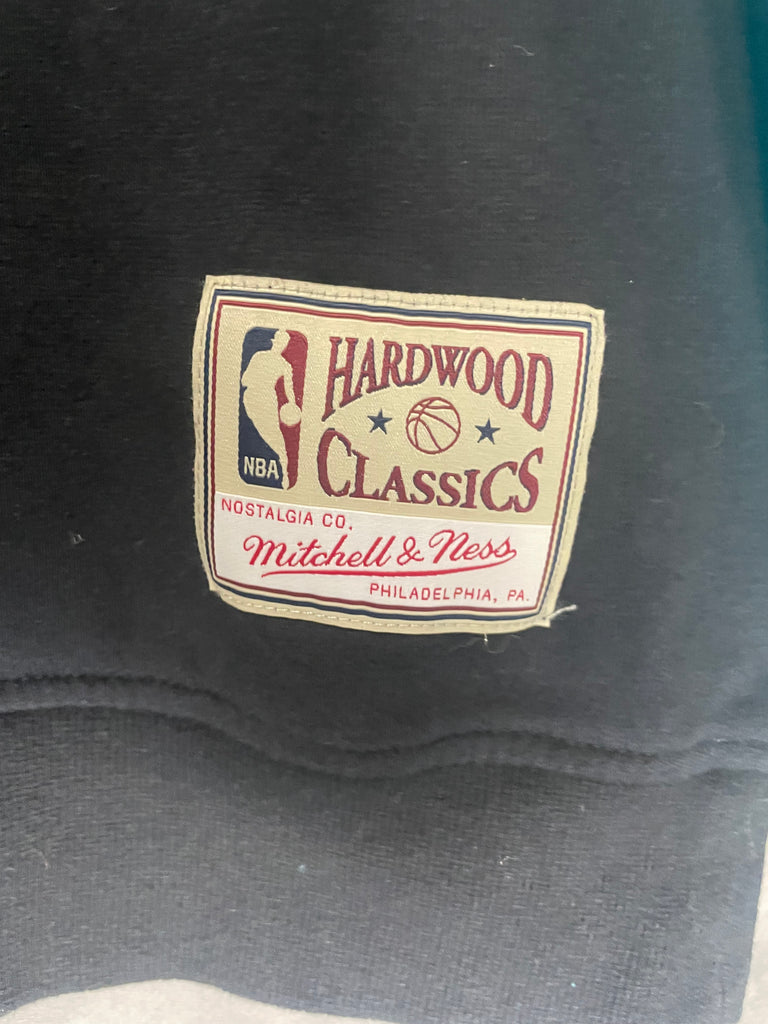 HARDWOOD
CLASSICS
NBA
NOSTALGIA CO.
Mitchell & Ness
PHILADELPHIA, PA.